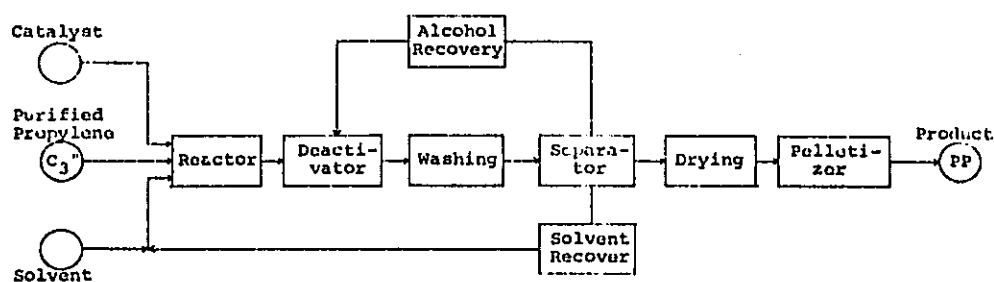 Catalyst
Alcohol
Recovery
Purified
Propylene
C3"
Reactor
Deacti-
vator
Washing
Separa-
tor
Drying
Pelleti-
zer
Product
PP
Solvent
Recover
Solvent